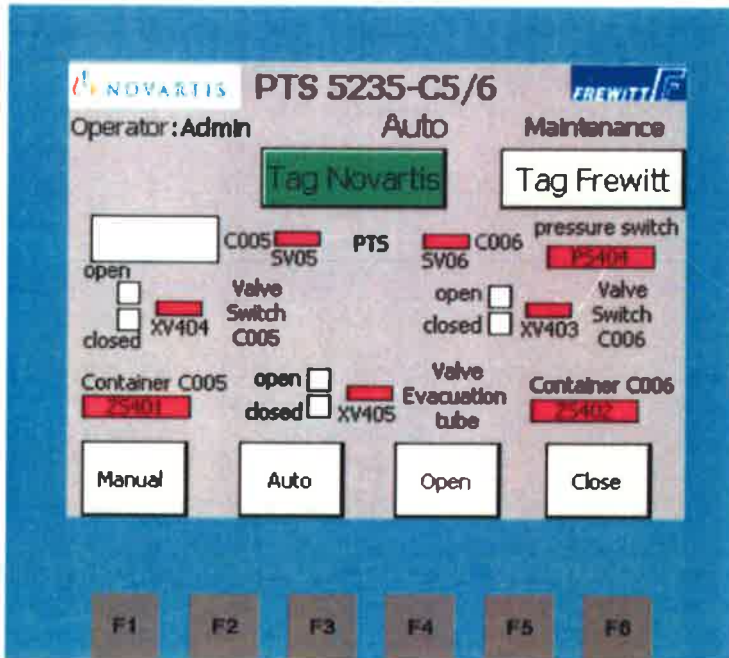 NOVARTIS PTS 5235-C5/6 FREWITT
Operator : Admin Auto Maintenance
Tag Novartis Tag Frewitt
C005 SV05 PTS SV06 C006 pressure switch PS404
open closed XV404 Valve Switch C005
open closed XV403 Valve Switch C006
Container C005 ZS401
open closed XV405 Valve Evacuation tube
Container C006 ZS402
Manual Auto Open Close
F1 F2 F3 F4 F5 F6